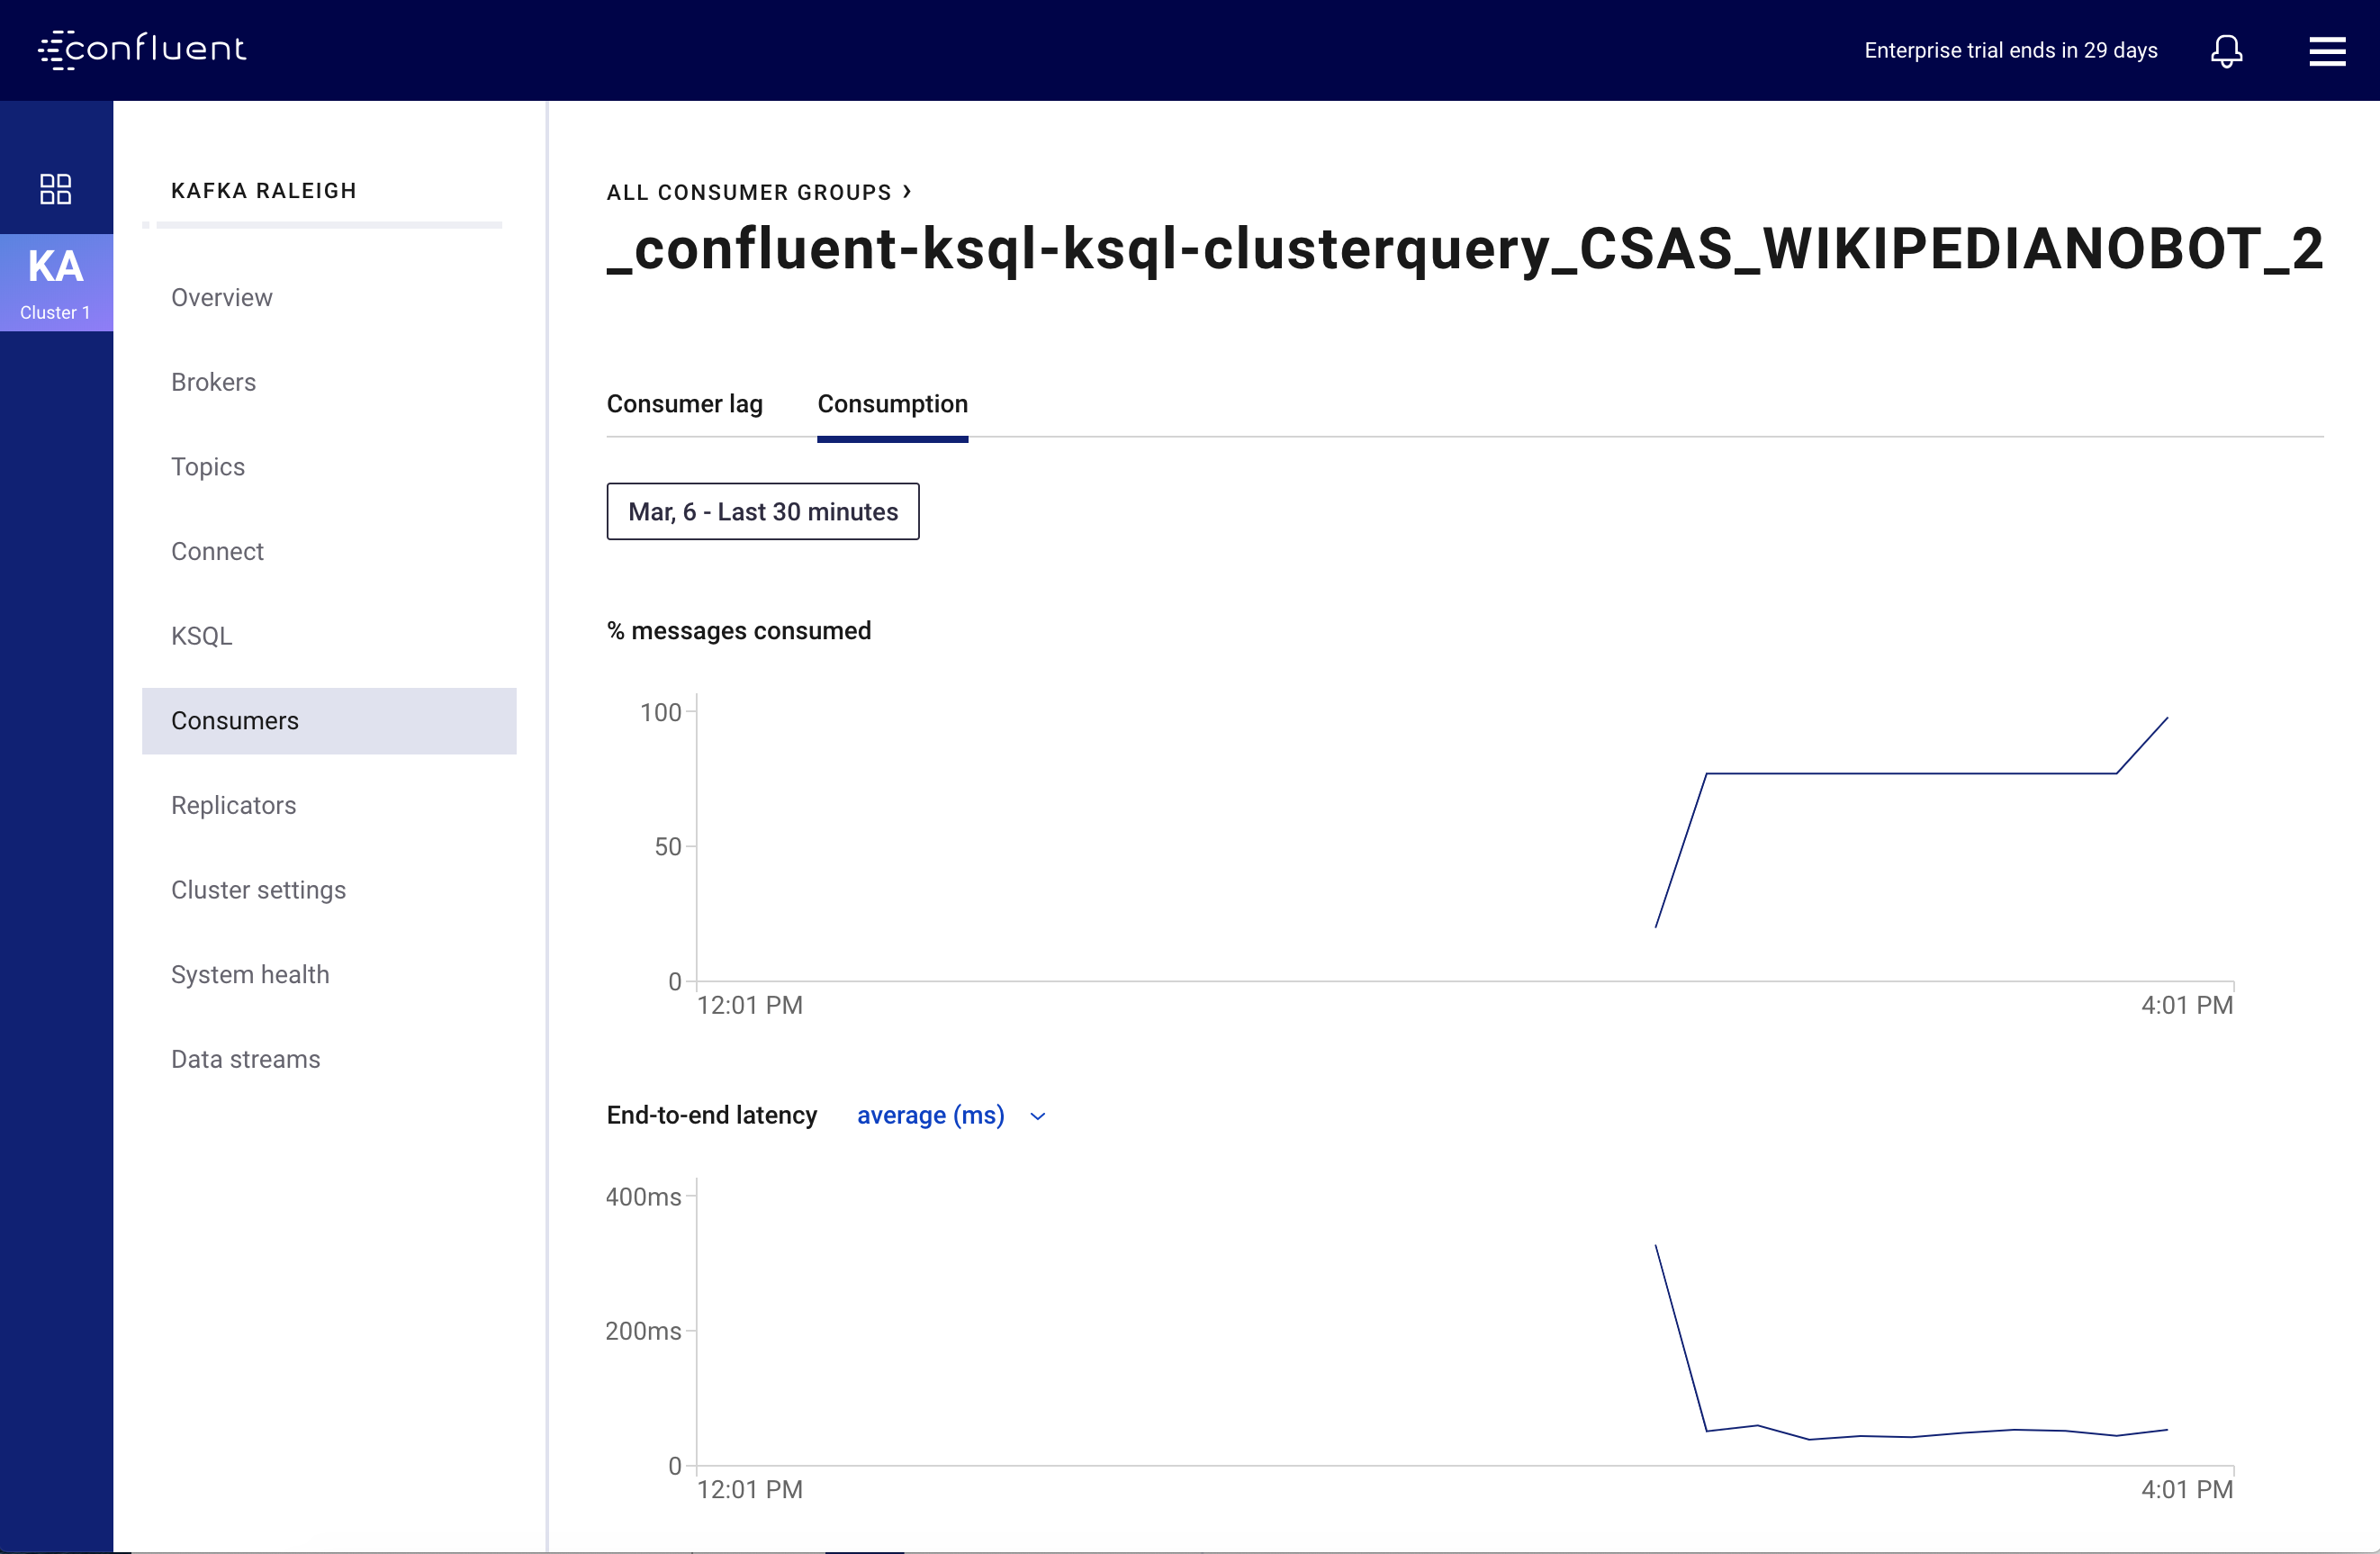 confluent
Enterprise trial ends in 29 days
KA
Cluster 1
KAFKA RALEIGH
Overview
Brokers
Topics
Connect
KSQL
Consumers
Replicators
Cluster settings
System health
Data streams
ALL CONSUMER GROUPS ›
_confluent-ksql-ksql-clusterquery_CSAS_WIKIPEDIANOBOT_2
Consumer lag Consumption
Mar, 6 - Last 30 minutes
% messages consumed
100
50
0
12:01 PM 4:01 PM
End-to-end latency average (ms)
400ms
200ms
0
12:01 PM 4:01 PM